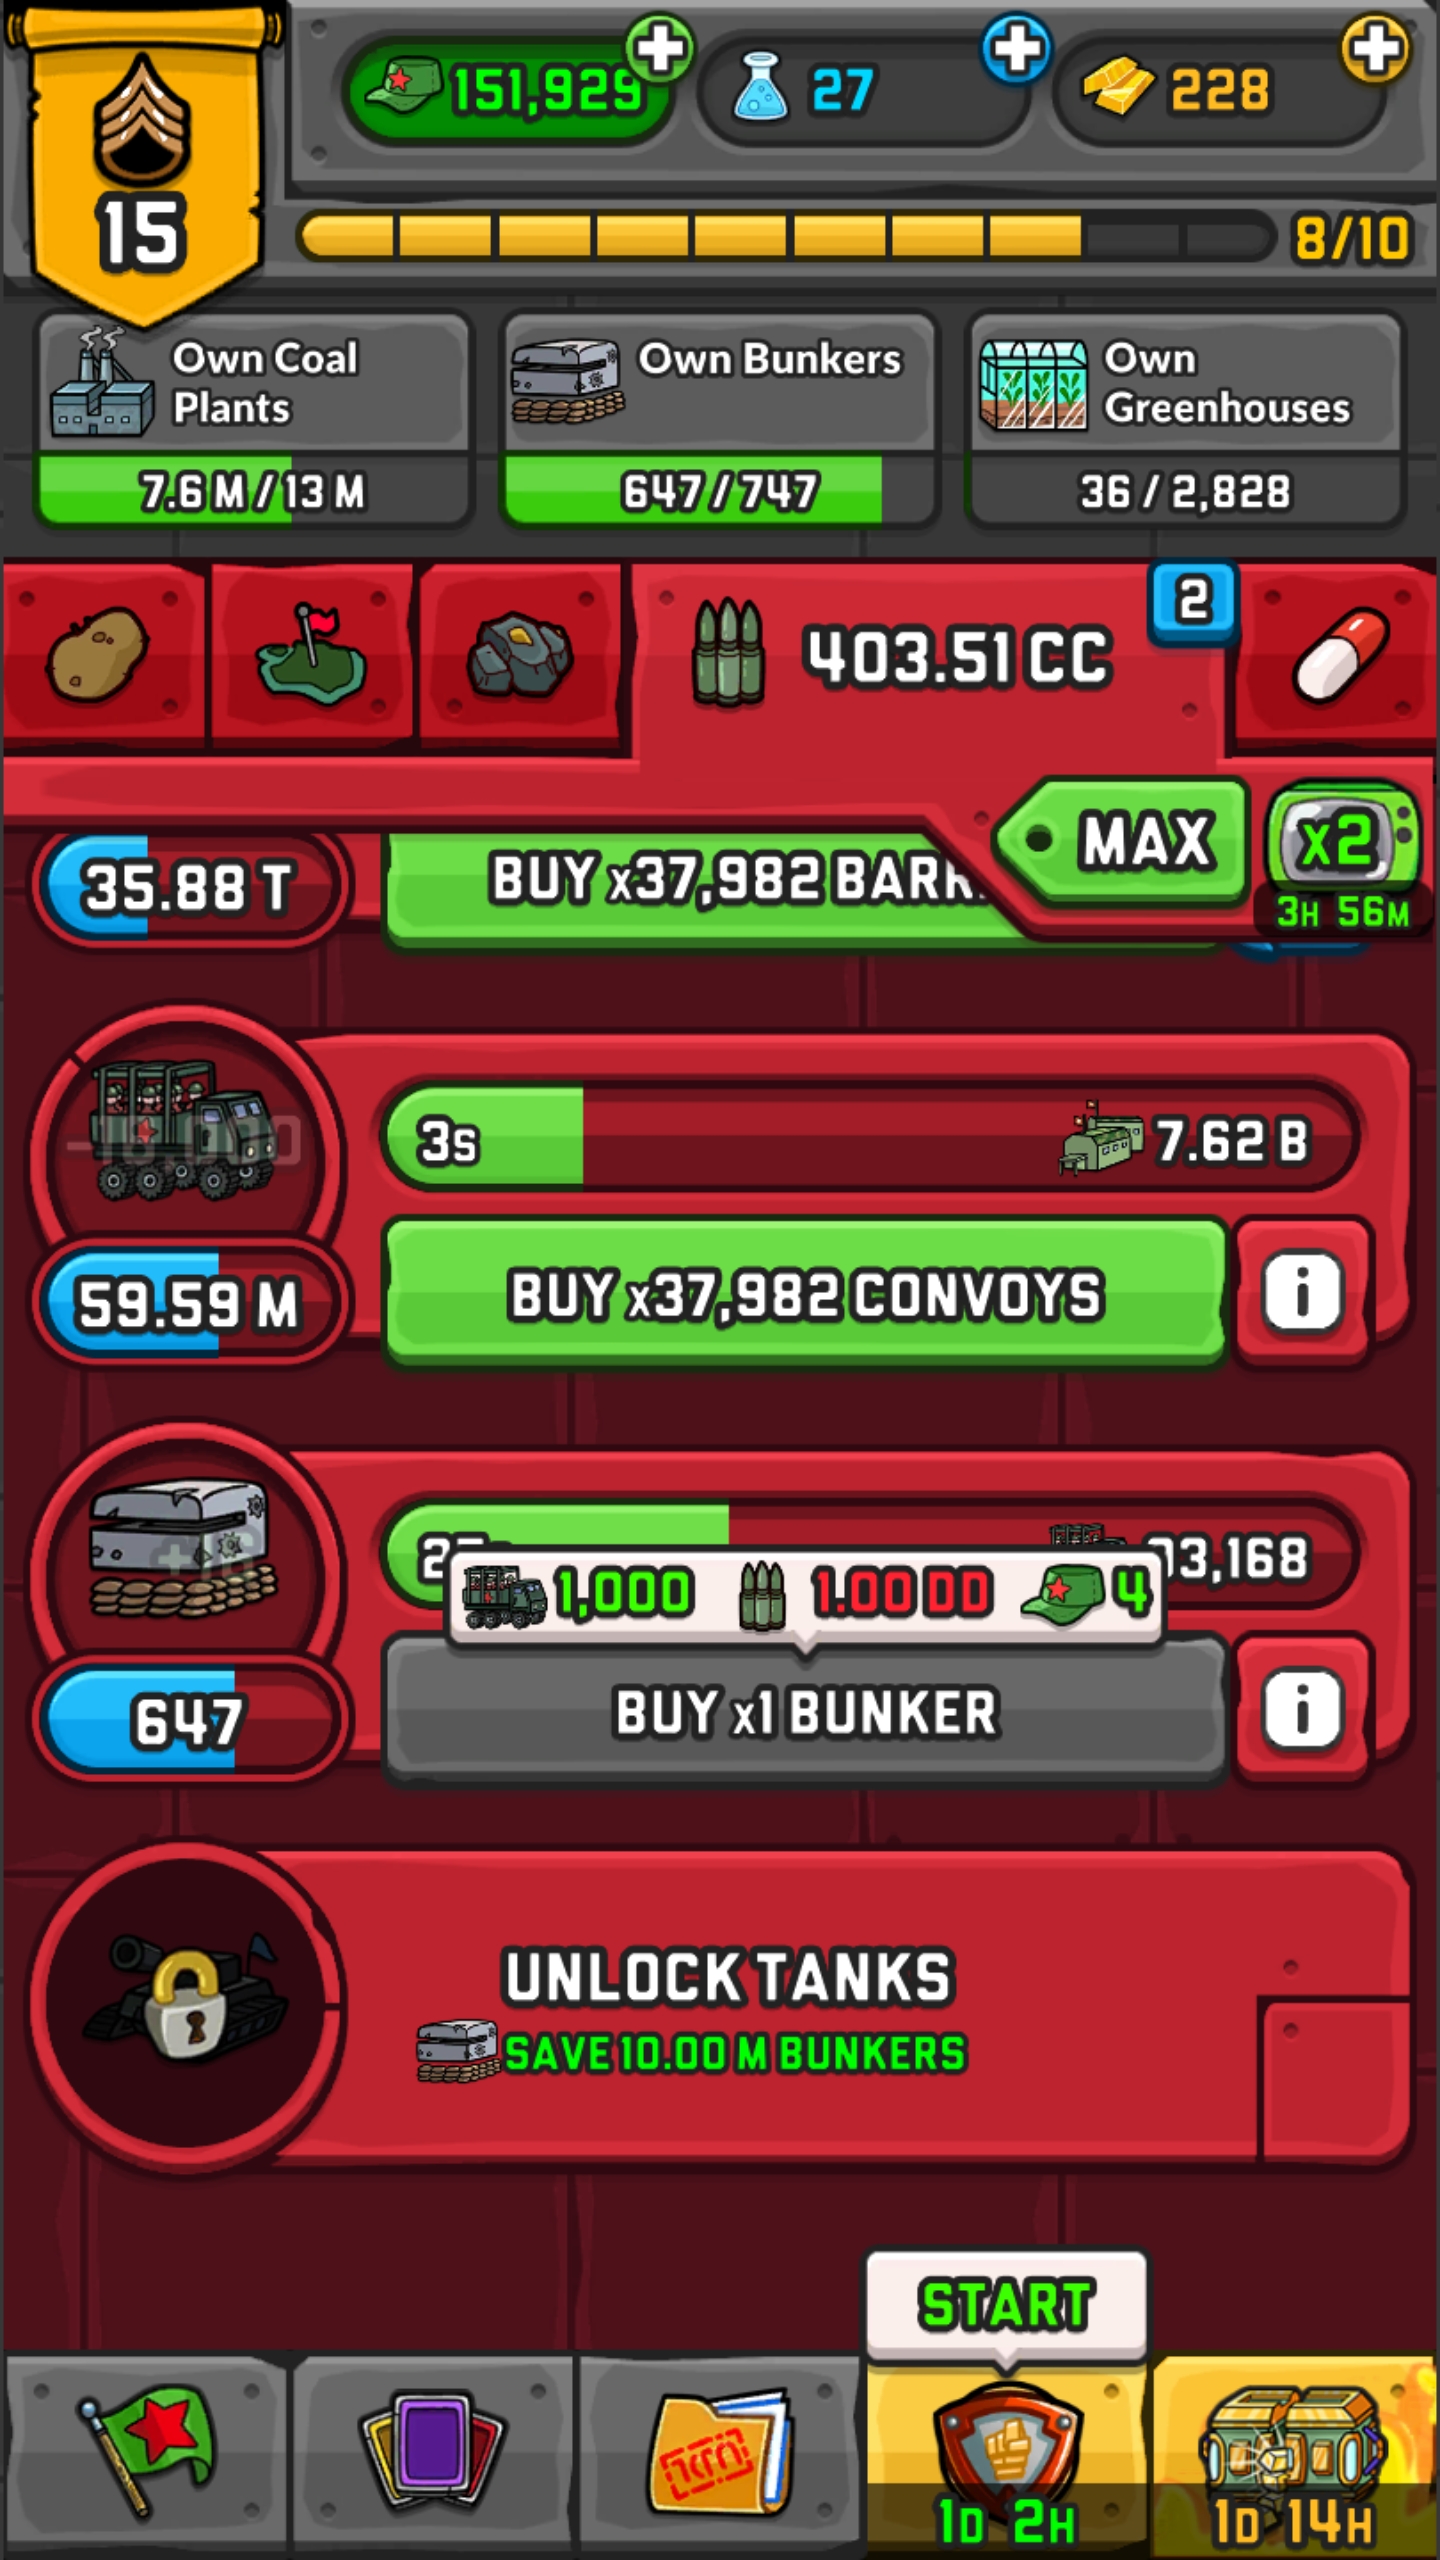 151,929
27
228
15
8/10
Own Coal
Plants
7.6 M / 13 M
Own Bunkers
647 / 747
Own
Greenhouses
36 / 2,828
403.51 CC
2
MAX
x2
3H 56M
35.88 T
BUY x37,982
3s
7.62 B
59.59 M
BUY x37,982 CONVOYS
1,000
1.00 DD
4
647
BUY x1 BUNKER
UNLOCK TANKS
SAVE 10.00 M BUNKERS
START
1D 2H
1D 14H